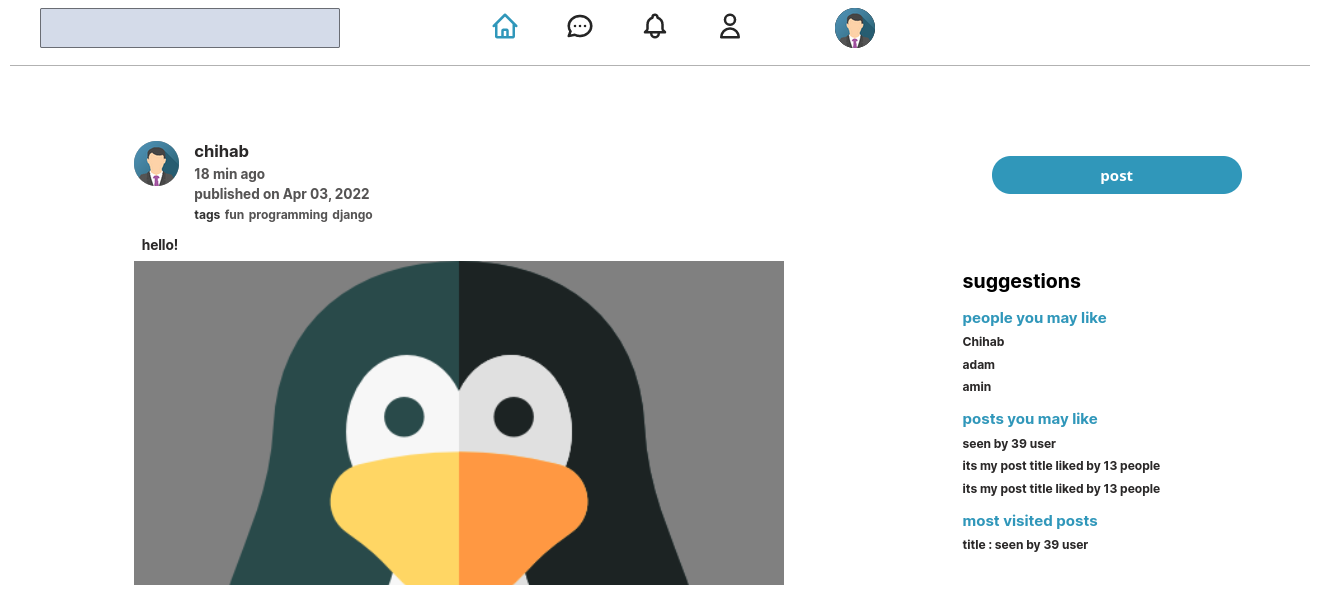 chihab
18 min ago
published on Apr 03, 2022
tags fun programming django
hello!
post
suggestions
people you may like
Chihab
adam
amin
posts you may like
seen by 39 user
its my post title liked by 13 people
its my post title liked by 13 people
most visited posts
title : seen by 39 user